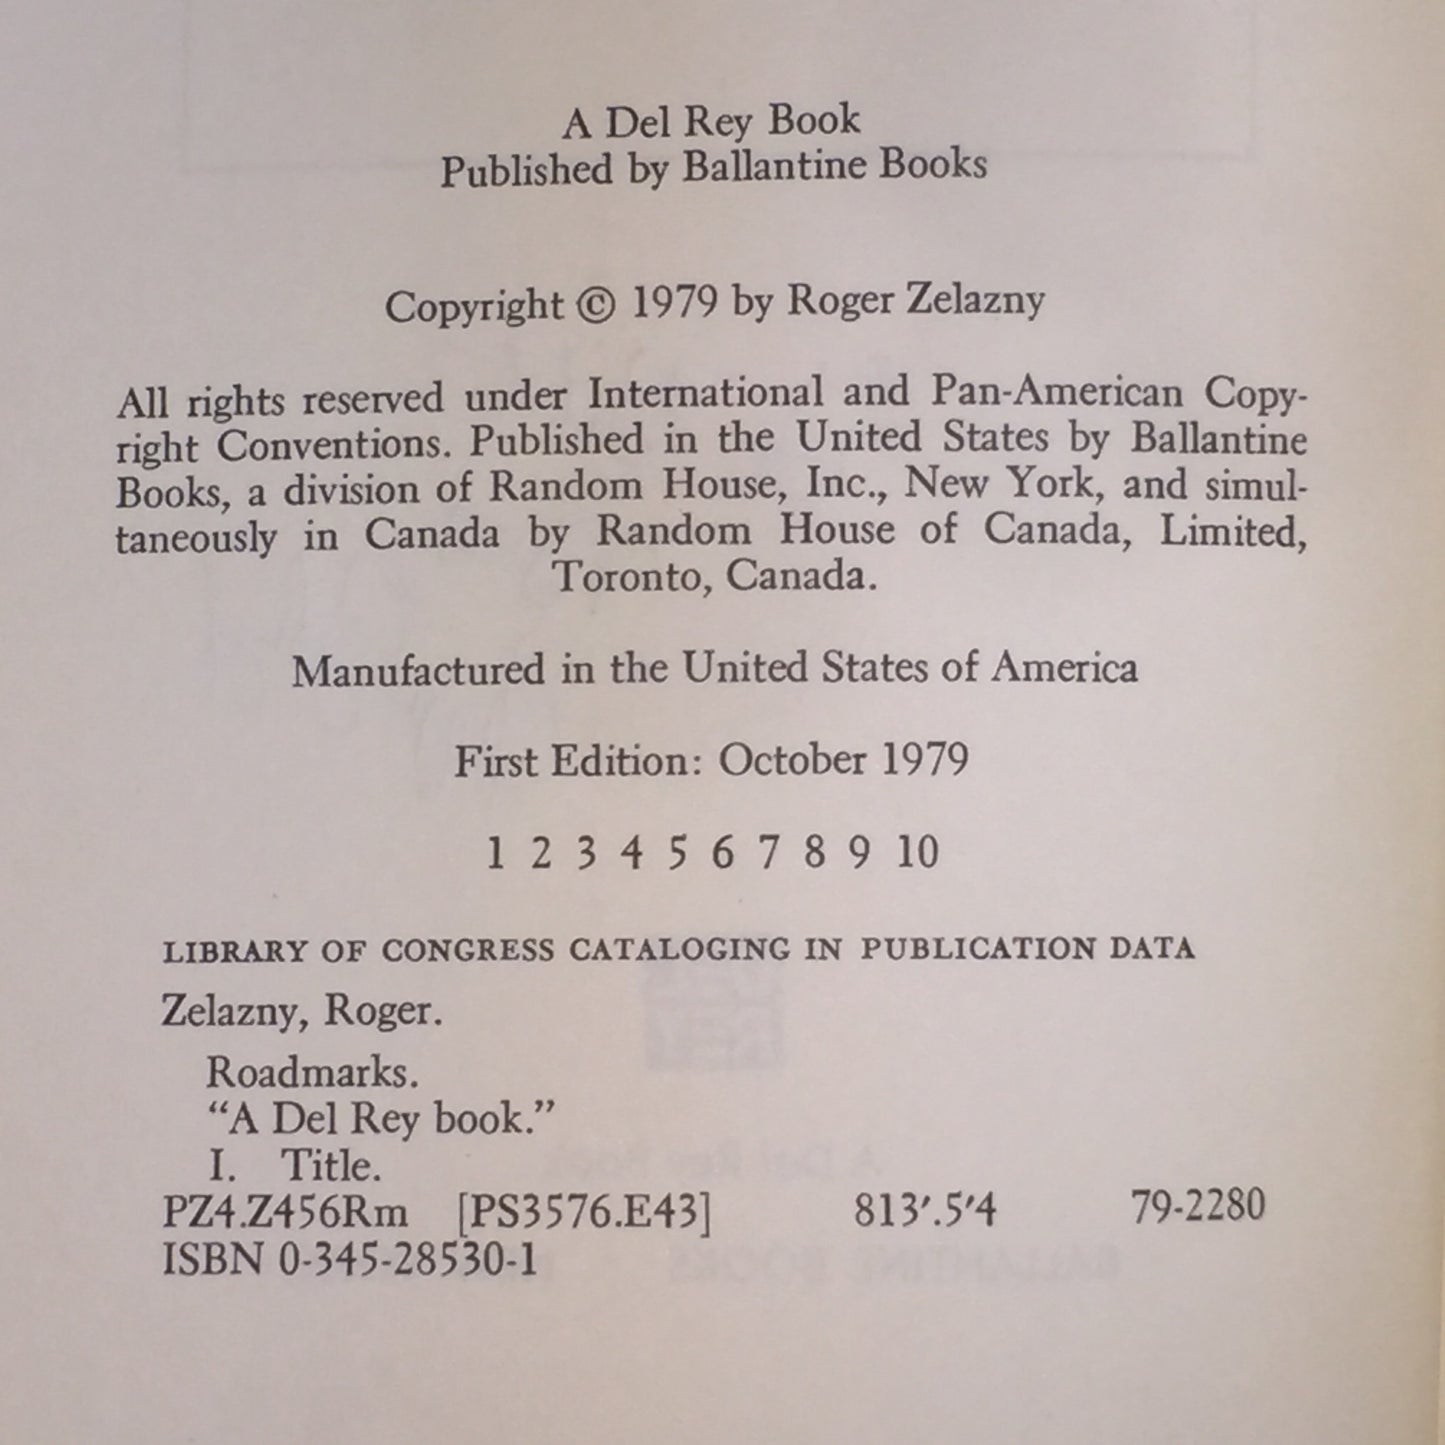 A Del Rey Book
Published by Ballantine Books
Copyright © 1979 by Roger Zelazny
All rights reserved under International and Pan-American Copy-
right Conventions. Published in the United States by Ballantine
Books, a division of Random House, Inc., New York, and simul-
taneously in Canada by Random House of Canada, Limited,
Toronto, Canada.
Manufactured in the United States of America
First Edition: October 1979
1 2 3 4 5 6 7 8 9 10
LIBRARY OF CONGRESS CATALOGING IN PUBLICATION DATA
Zelazny, Roger.
Roadmarks.
“A Del Rey book.”
I. Title.
PZ4.Z456Rm [PS3576.E43] 813′.5′4 79-2280
ISBN 0-345-28530-1